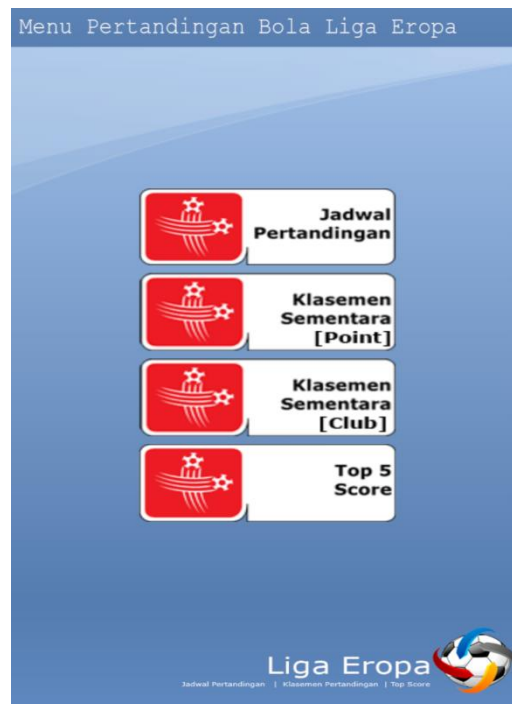 Menu Pertandingan Bola Liga Eropa
Jadwal
Pertandingan
Klasemen
Sementara
[Point]
Klasemen
Sementara
[Club]
Top 5
Score
Liga Eropa
Jadwal Pertandingan | Klasemen Pertandingan | Top Score